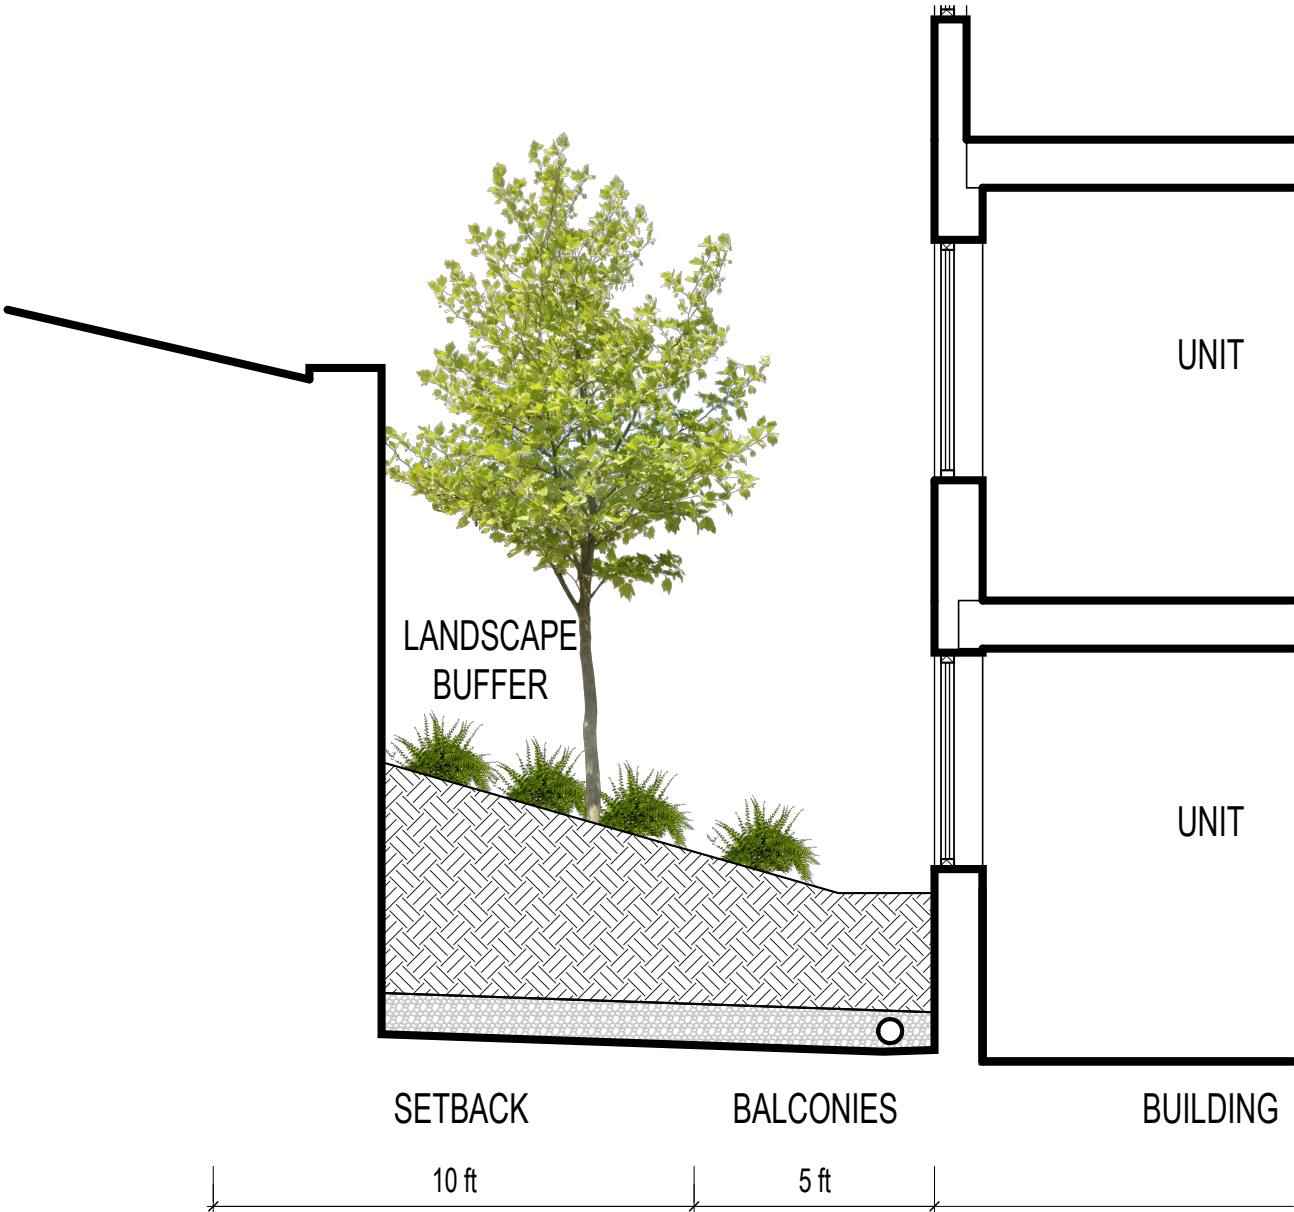 UNIT
LANDSCAPE
BUFFER
UNIT
SETBACK
BALCONIES
BUILDING
10 ft
5 ft